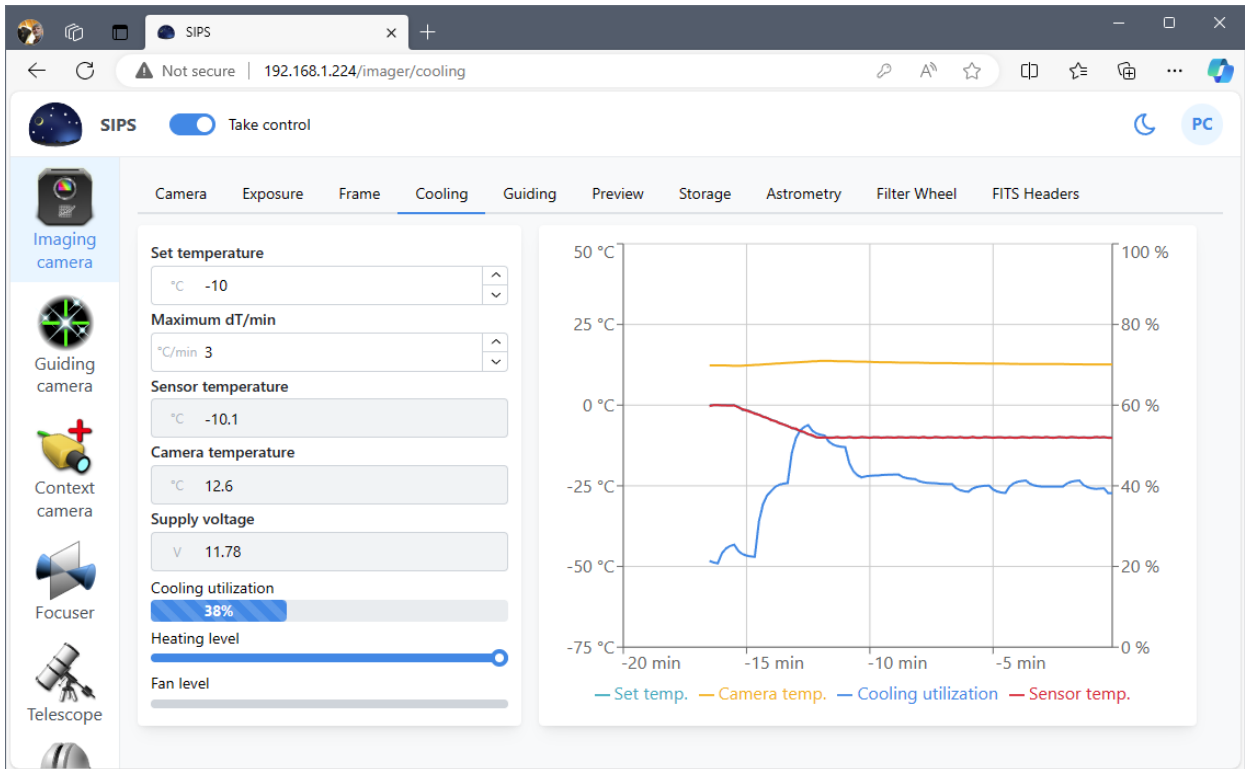 SIPS
Not secure | 192.168.1.224/imager/cooling
SIPS Take control PC
Camera Exposure Frame Cooling Guiding Preview Storage Astrometry Filter Wheel FITS Headers
Imaging
camera
Guiding
camera
Context
camera
Focuser
Telescope
Set temperature
°C -10
Maximum dT/min
°C/min 3
Sensor temperature
°C -10.1
Camera temperature
°C 12.6
Supply voltage
V 11.78
Cooling utilization
38%
Heating level
Fan level
50 °C 100 %
25 °C 80 %
0 °C 60 %
-25 °C 40 %
-50 °C 20 %
-75 °C 0 %
-20 min -15 min -10 min -5 min
Set temp. Camera temp. Cooling utilization Sensor temp.